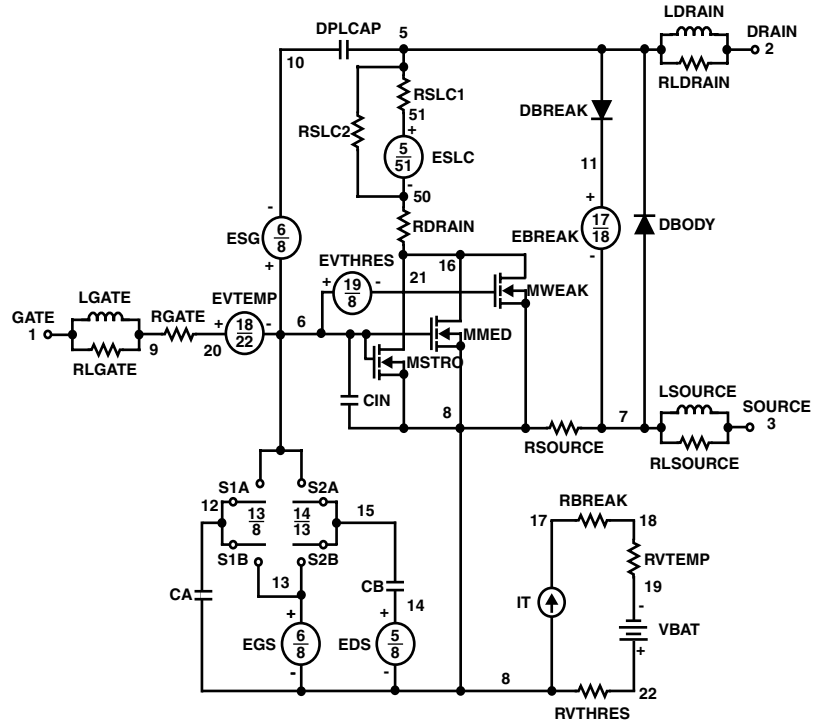 LDRAIN
DPLCAP
5
DRAIN
2
10
RLDRAIN
RSLC1
51
DBREAK
RSLC2
+
5
51
ESLC
-
50
11
-
RDRAIN
+
17
18
EBREAK
-
DBODY
6
8
ESG
+
EVTHRES
16
21
+
19
8
-
MWEAK
LGATE
GATE
1
RGATE
EVTEMP
+
18
22
-
6
MMED
9
20
RLGATE
MSTRO
CIN
LSOURCE
8
7
SOURCE
3
RSOURCE
RLSOURCE
S1A
S2A
12
13
8
14
13
15
RBREAK
17
18
S1B
S2B
RVTEMP
13
CB
19
CA
14
IT
-
+
+
VBAT
EGS
6
8
EDS
5
8
+
-
-
8
22
RVTHRES